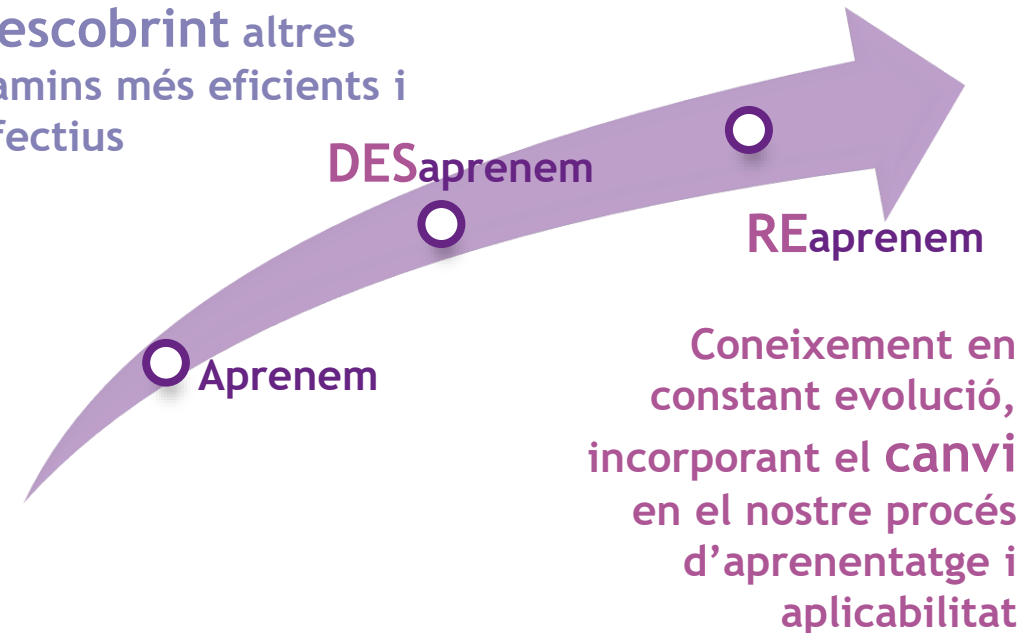 escobrint altres
amins més eficients i
fectius
DESaprenem
REaprenem
Aprenem
Coneixement en
constant evolució,
incorporant el canvi
en el nostre procés
d'aprenentatge i
aplicabilitat